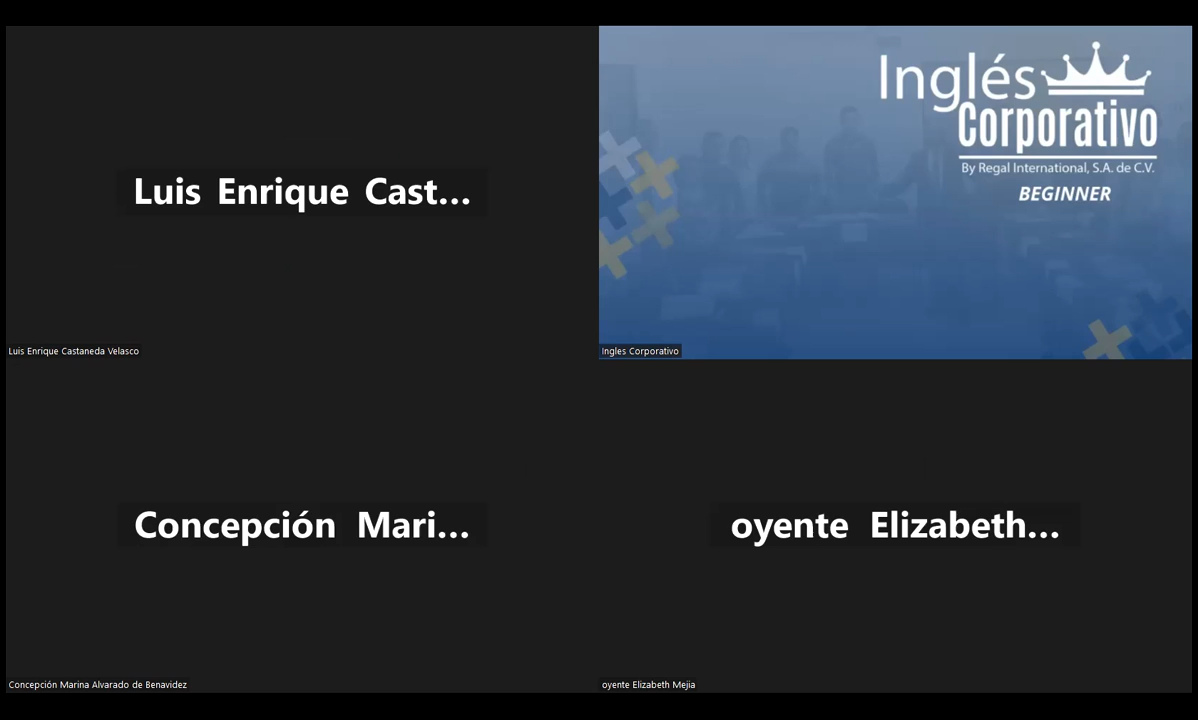 Luis Enrique Cast...
Luis Enrique Castaneda Velasco
Inglés
Corporativo
By Regal International, S.A. de C.V.
BEGINNER
Ingles Corporativo
Concepción Mari...
Concepción Marina Alvarado de Benavidez
oyente Elizabeth...
oyente Elizabeth Mejia